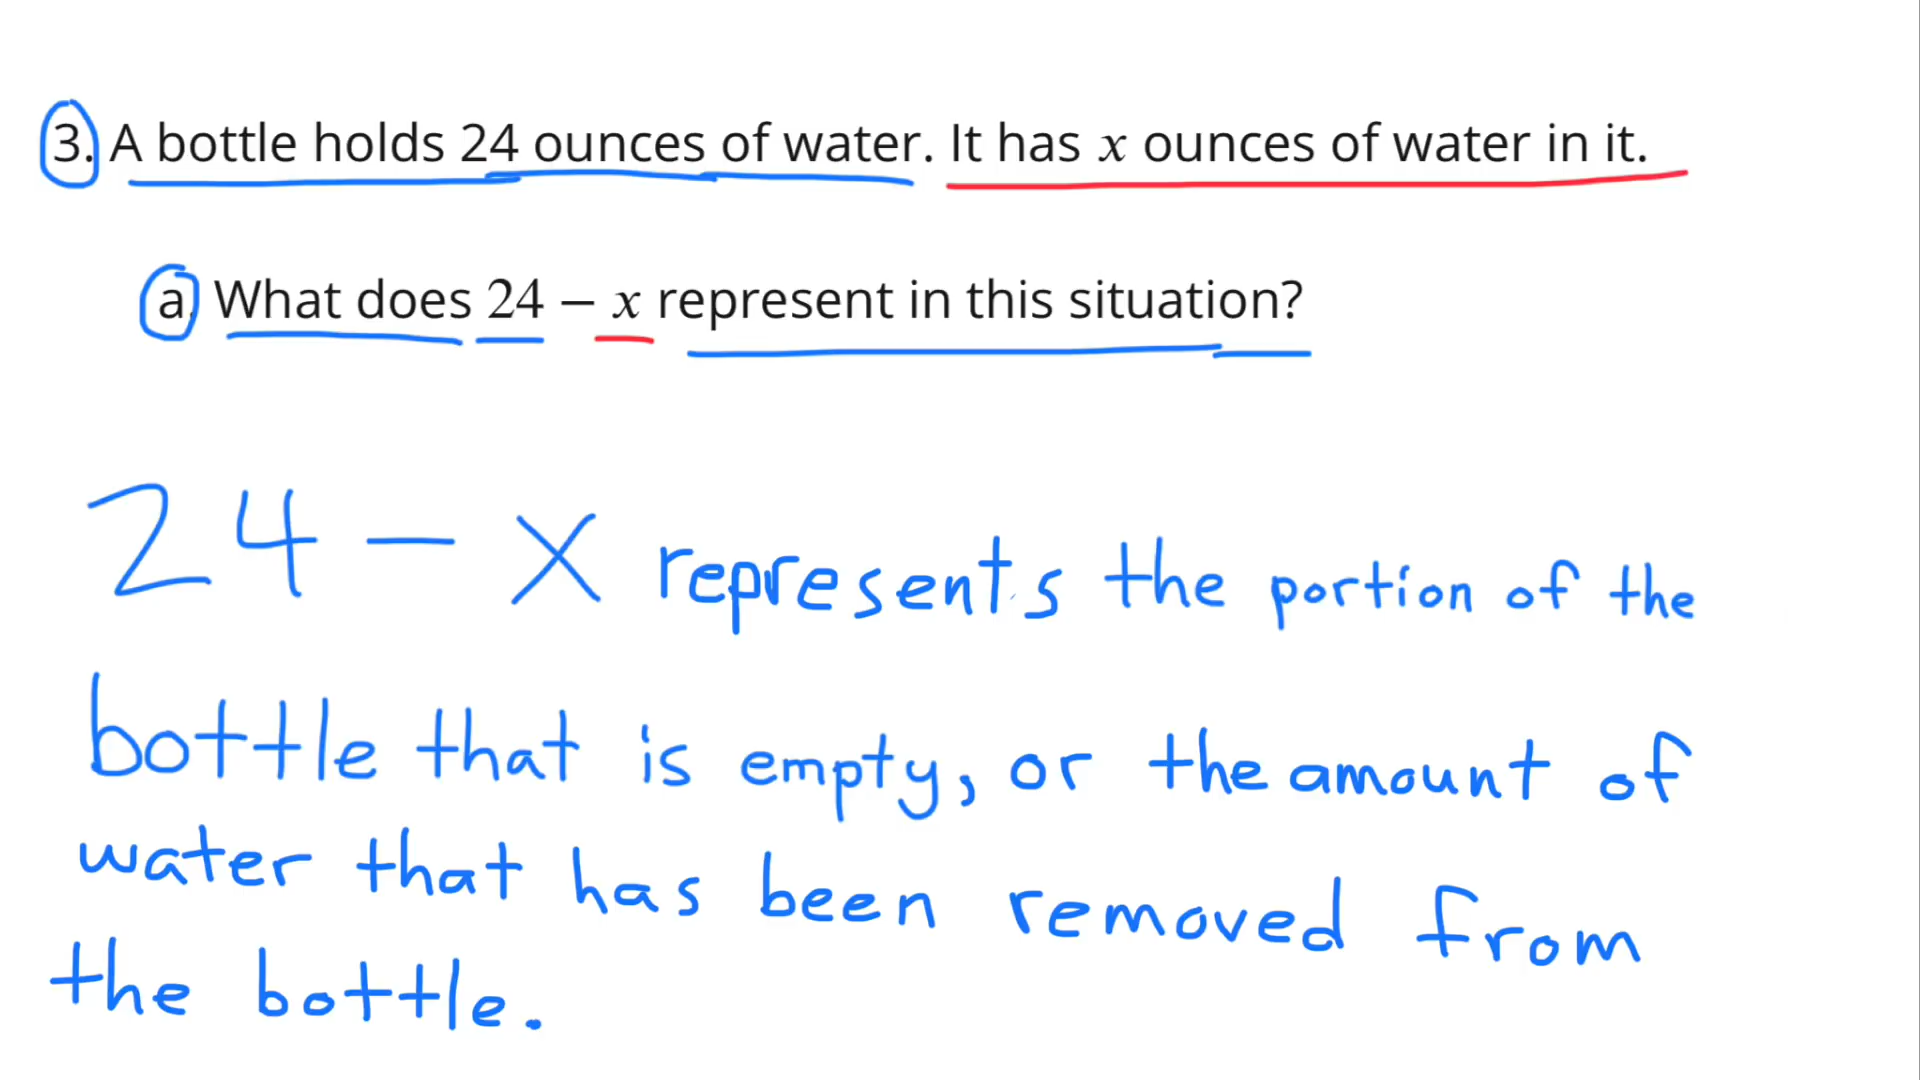 3. A bottle holds 24 ounces of water. It has x ounces of water in it.
a. What does 24 − x represent in this situation?
24 − x represents the portion of the
bottle that is empty, or the amount of
water that has been removed from
the bottle.